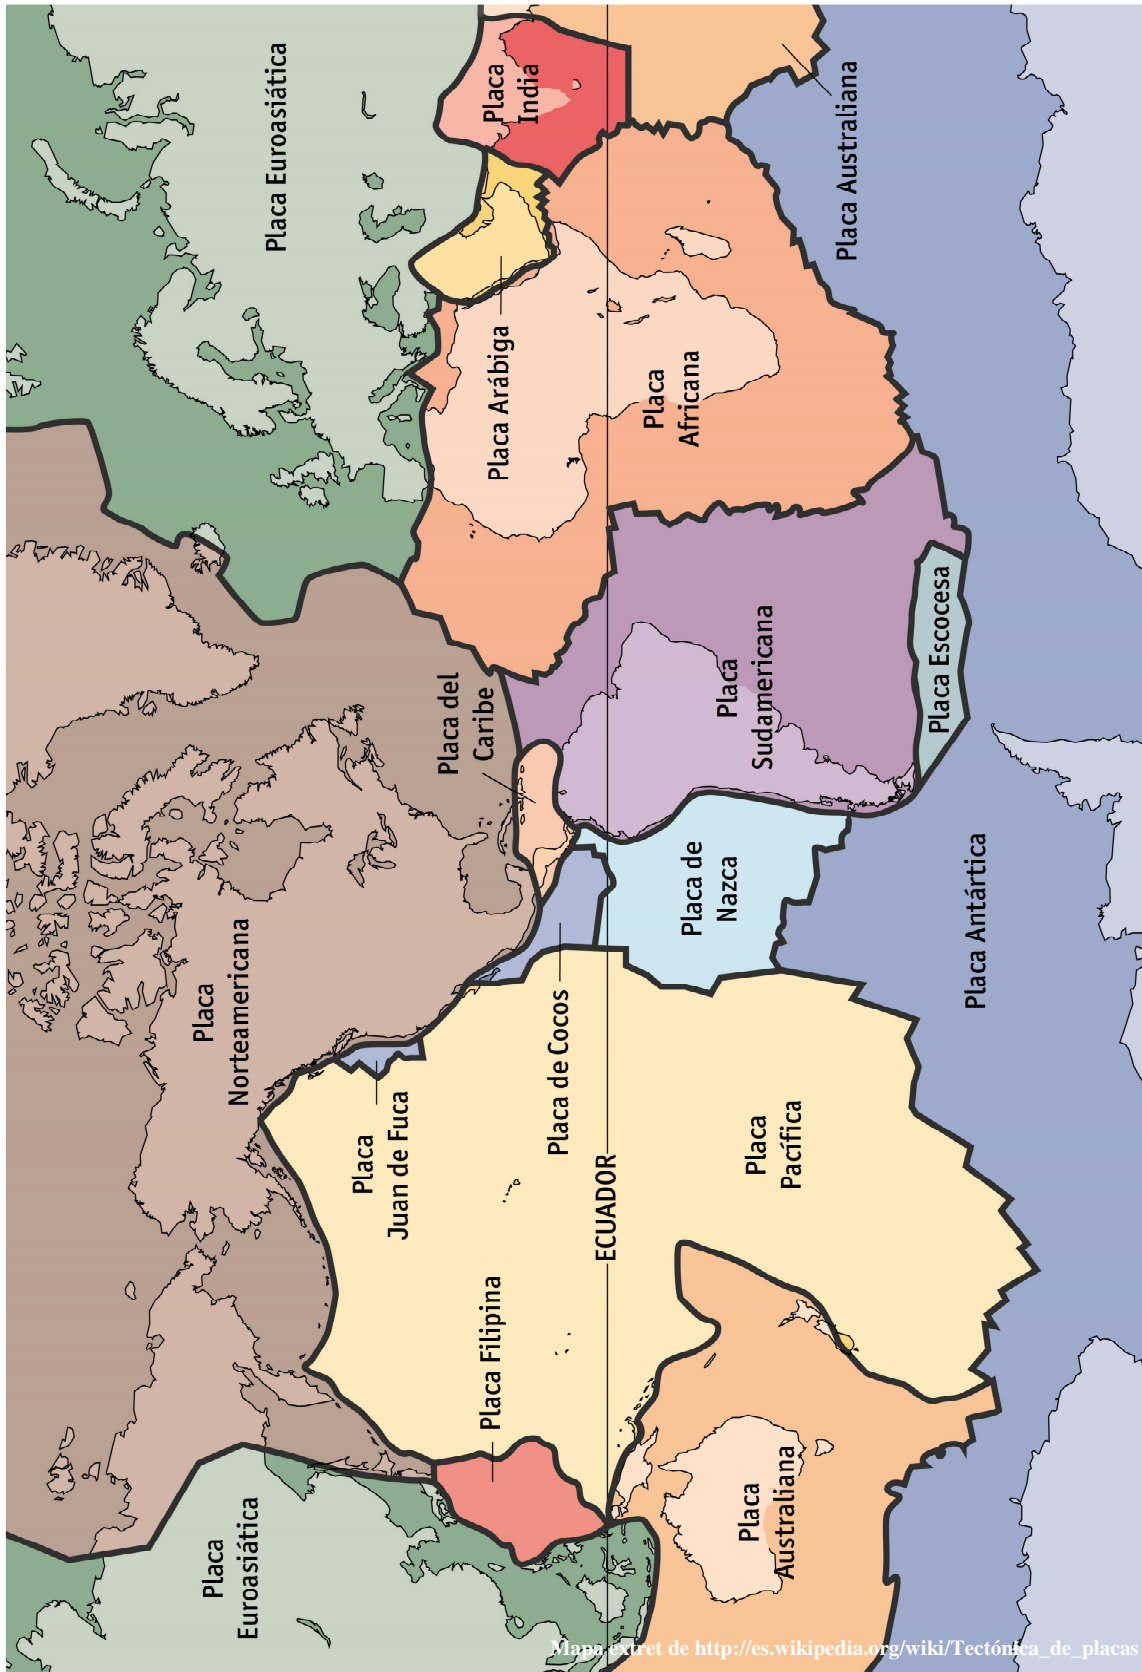 Placa
Euroasiática
Placa
Norteamericana
Placa Euroasiática
Placa
Juan de Fuca
Placa del
Caribe
Placa Arábiga
Placa
India
Placa Filipina
Placa de Cocos
ECUADOR
Placa
Australiana
Placa
Pacífica
Placa de
Nazca
Placa
Sudamericana
Placa
Africana
Placa Australiana
Placa Escocesa
Placa Antártica
Mapa extret de http://es.wikipedia.org/wiki/Tectónica_de_placas